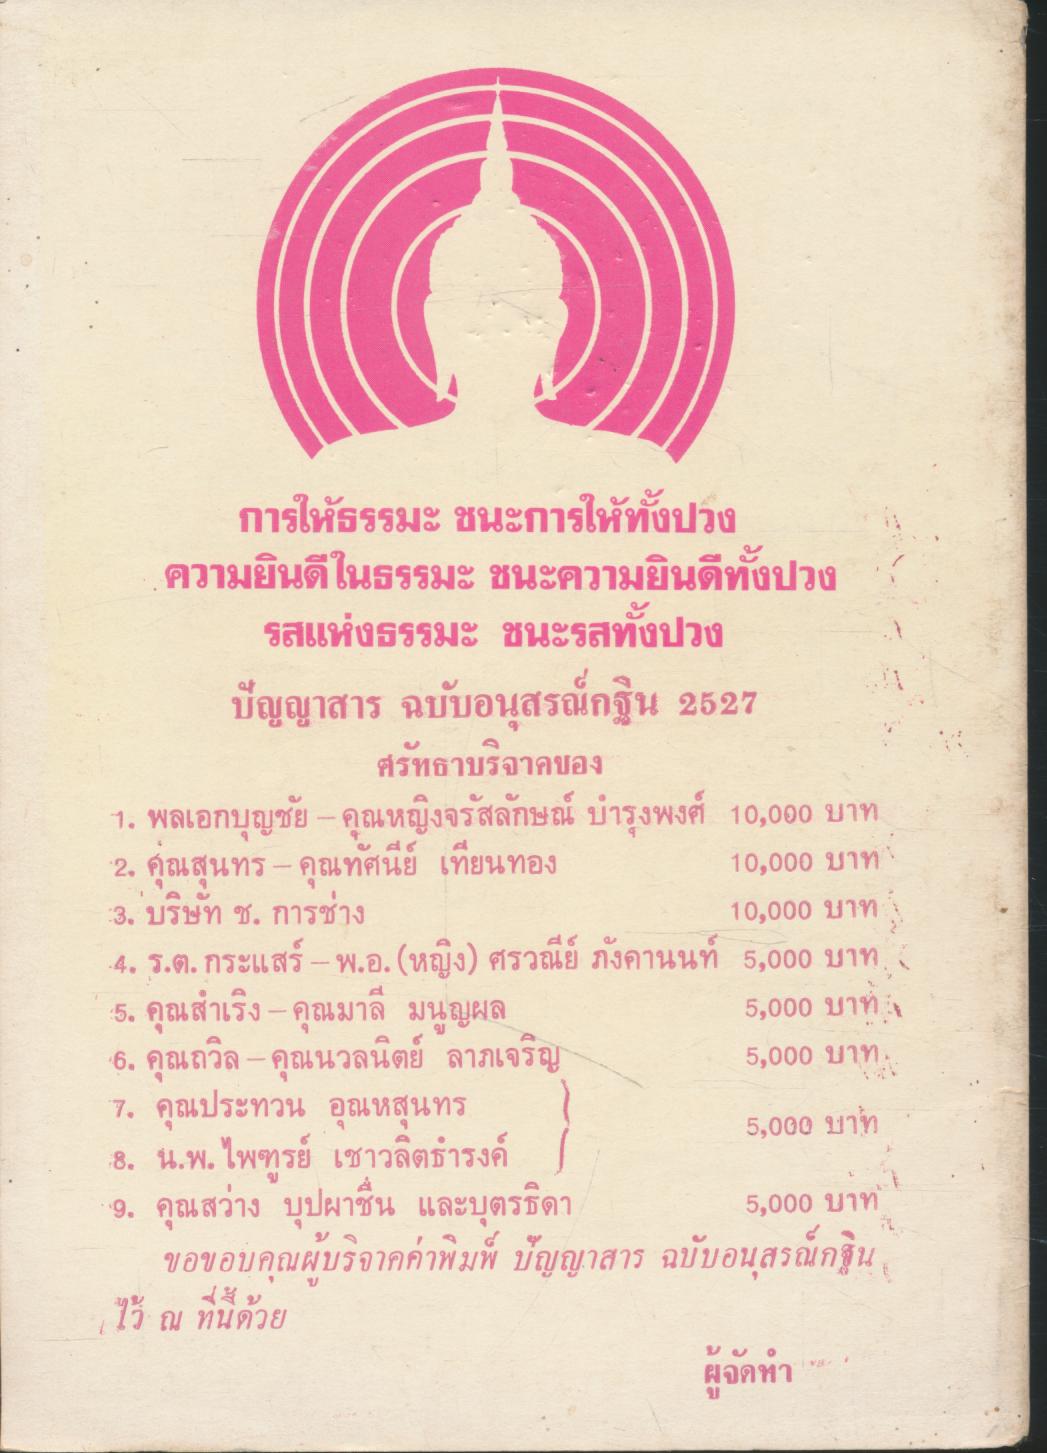 การให้ธรรมะ ชนะการให้ทั้งปวง
ความยินดีในธรรมะ ชนะความยินดีทั้งปวง
รสแห่งธรรมะ ชนะรสทั้งปวง
ปัญญาสาร ฉบับอนุสรณ์กฐิน 2527
ศรัทธาบริจาคของ
1. พลเอกบุญชัย – คุณหญิงจรัสลักษณ์ บำรุงพงศ์ 10,000 บาท
2. คุณสุนทร – คุณทัศนีย์ เทียนทอง 10,000 บาท
3. บริษัท ช. การช่าง 10,000 บาท
4. ร.ต. กระแสร์ – พ.อ. (หญิง) ศรวณีย์ ภังคานนท์ 5,000 บาท
5. คุณสำเริง – คุณมาลี มนูญผล 5,000 บาท
6. คุณถวิล – คุณนวลนิตย์ ลาภเจริญ 5,000 บาท
7. คุณประทวน อุณหสุนทร
5,000 บาท
8. น.พ. ไพฑูรย์ เชาวลิตธำรงค์
9. คุณสว่าง บุปผาชื่น และบุตรธิดา 5,000 บาท
ขอขอบคุณผู้บริจาคค่าพิมพ์ ปัญญาสาร ฉบับอนุสรณ์กฐิน
ไว้ ณ ที่นี้ด้วย
ผู้จัดทำ